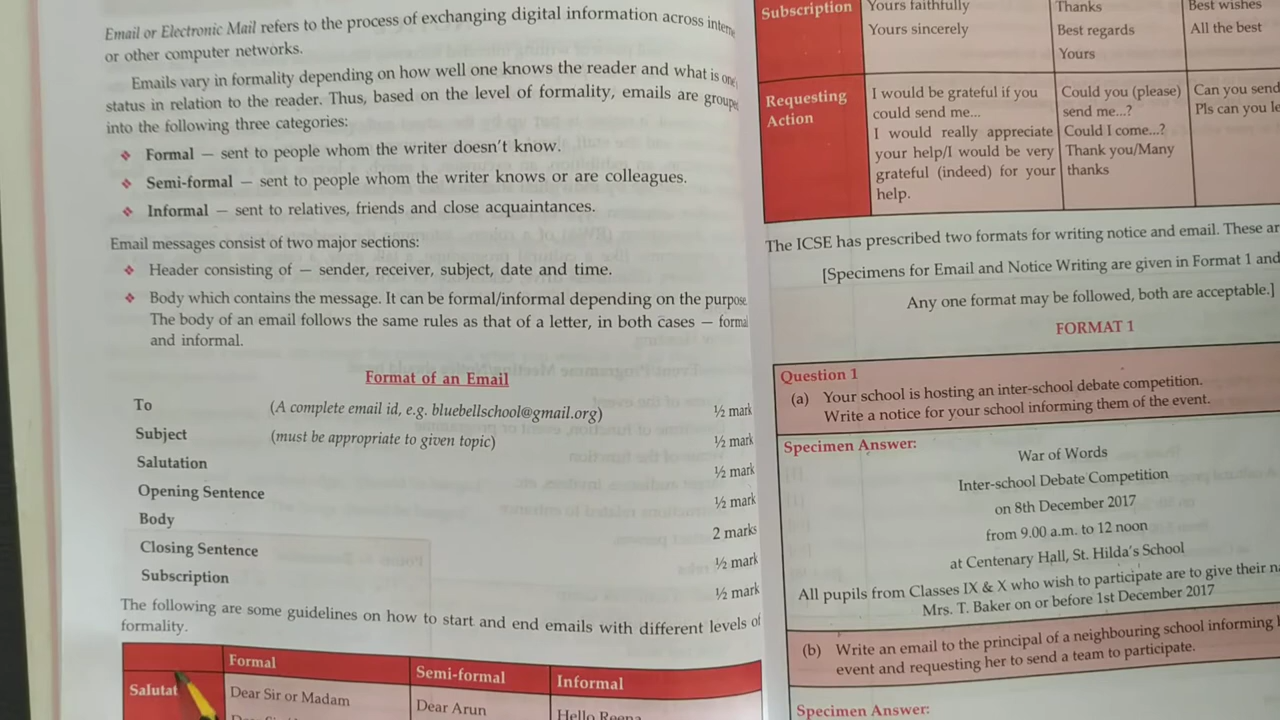 Email or Electronic Mail refers to the process of exchanging digital information across
or other computer networks.
Emails vary in formality depending on how well one knows the reader and what is one
status in relation to the reader. Thus, based on the level of formality, emails are
into the following three categories:
❖ Formal — sent to people whom the writer doesn't know.
❖ Semi-formal — sent to people whom the writer knows or are colleagues.
❖ Informal — sent to relatives, friends and close acquaintances.
Email messages consist of two major sections:
❖ Header consisting of — sender, receiver, subject, date and time.
❖ Body which contains the message. It can be formal/informal depending on the purpose
The body of an email follows the same rules as that of a letter, in both cases —
and informal.
Format of an Email
To (A complete email id, e.g. bluebellschool@gmail.org) ½ mark
Subject (must be appropriate to given topic) ½ mark
Salutation ½ mark
Opening Sentence ½ mark
Body 2 marks
Closing Sentence ½ mark
Subscription ½ mark
The following are some guidelines on how to start and end emails with different levels of
formality.
Formal Semi-formal Informal
Dear Sir or Madam Dear Arun Hello Reena
Subscription Yours faithfully Thanks Best wishes
Yours sincerely Best regards All the best
Yours
Requesting Action
I would be grateful if you
could send me...
I would really appreciate
your help/I would be very
grateful (indeed) for your
help.
Could you (please)
send me...?
Could I come...?
Thank you/Many
thanks
Can you send
Pls can you
The ICSE has prescribed two formats for writing notice and email. These
[Specimens for Email and Notice Writing are given in Format 1 and
Any one format may be followed, both are acceptable.]
FORMAT 1
Question 1
(a) Your school is hosting an inter-school debate competition.
Write a notice for your school informing them of the event.
Specimen Answer:
War of Words
Inter-school Debate Competition
on 8th December 2017
from 9.00 a.m. to 12 noon
at Centenary Hall, St. Hilda's School
All pupils from Classes IX & X who wish to participate are to give their
Mrs. T. Baker on or before 1st December 2017
(b) Write an email to the principal of a neighbouring school informing
event and requesting her to send a team to participate.
Specimen Answer: